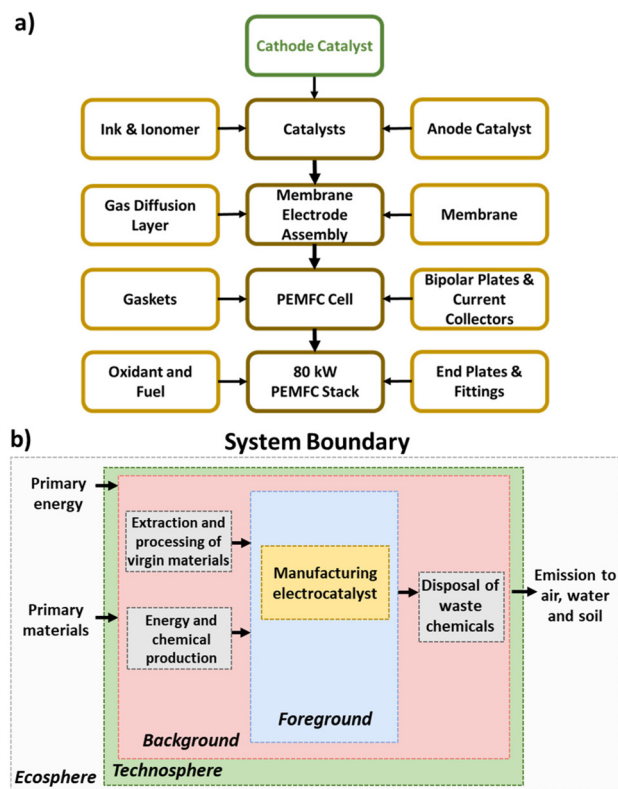 a)
Cathode Catalyst
Ink & Ionomer
Catalysts
Anode Catalyst
Gas Diffusion
Layer
Membrane
Electrode
Assembly
Membrane
Gaskets
PEMFC Cell
Bipolar Plates &
Current
Collectors
Oxidant and
Fuel
80 kW
PEMFC Stack
End Plates &
Fittings
b)
System Boundary
Primary
energy
Extraction and
processing of
virgin materials
Manufacturing
electrocatalyst
Disposal of
waste
chemicals
Emission to
air, water
and soil
Primary
materials
Energy and
chemical
production
Foreground
Background
Ecosphere
Technosphere